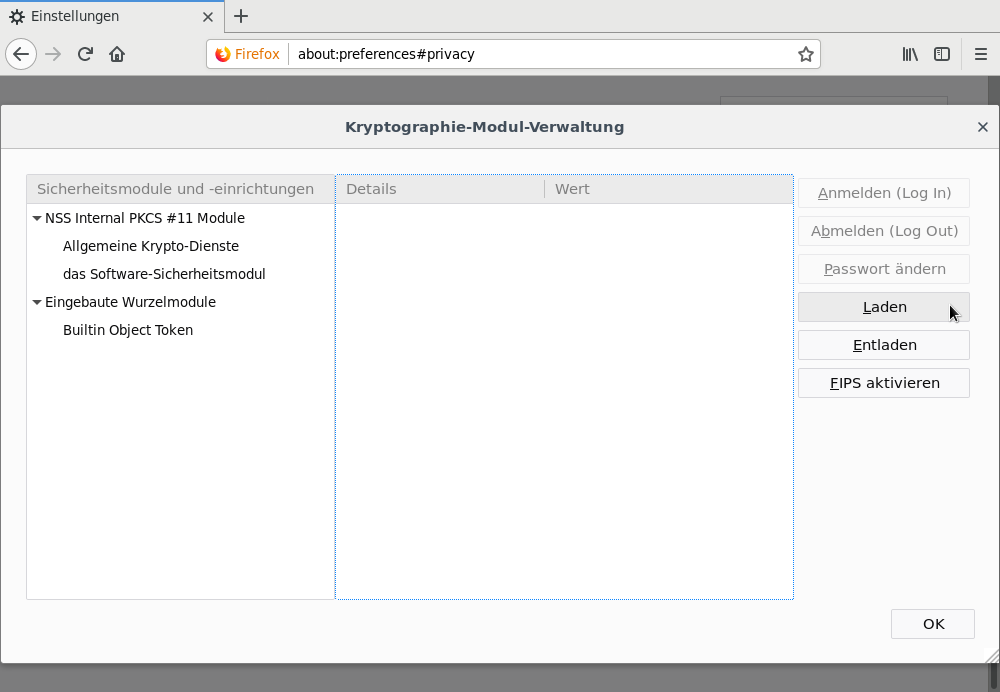 Einstellungen
Firefox about:preferences#privacy
Kryptographie-Modul-Verwaltung
Sicherheitsmodule und -einrichtungen
NSS Internal PKCS #11 Module
Allgemeine Krypto-Dienste
das Software-Sicherheitsmodul
Eingebaute Wurzelmodule
Builtin Object Token
Details Wert
Anmelden (Log In)
Abmelden (Log Out)
Passwort ändern
Laden
Entladen
FIPS aktivieren
OK